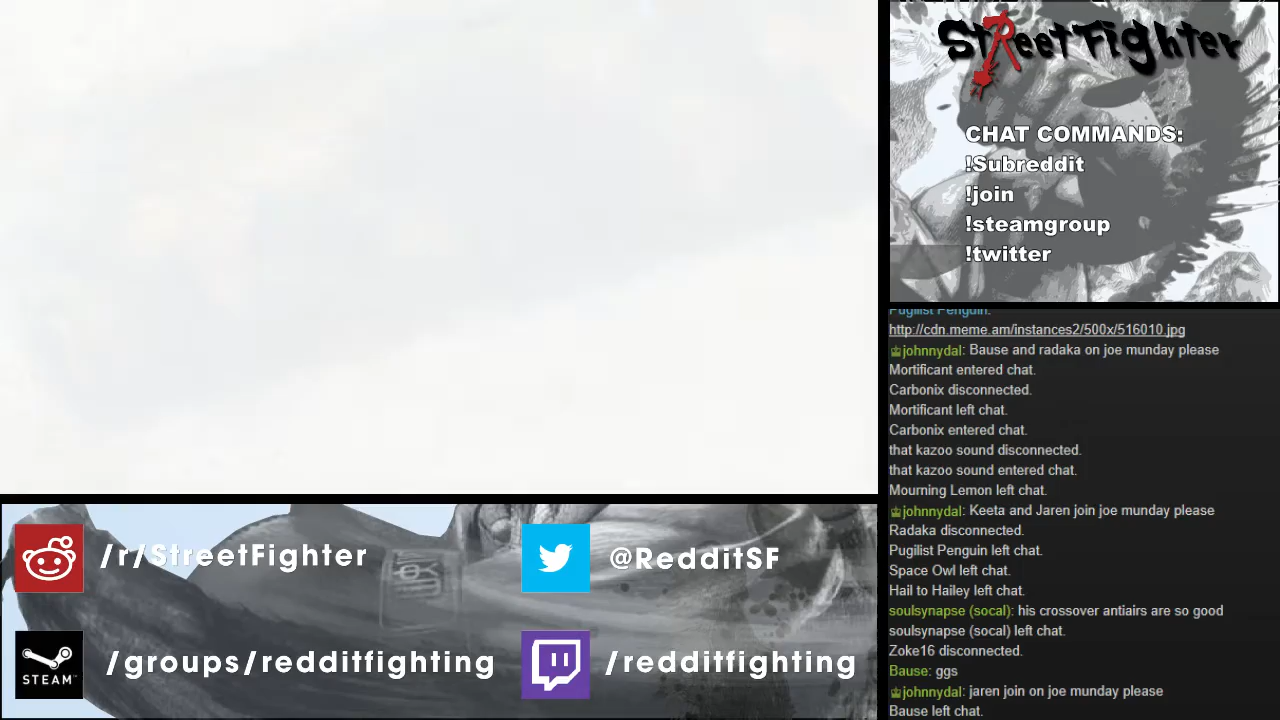 StReet Fighter
CHAT COMMANDS:
!Subreddit
!join
!steamgroup
!twitter
Pugilist Penguin:
http://cdn.meme.am/instances2/500x/516010.jpg
johnnydal: Bause and radaka on joe munday please
Mortificant entered chat.
Carbonix disconnected.
Mortificant left chat.
Carbonix entered chat.
that kazoo sound disconnected.
that kazoo sound entered chat.
Mourning Lemon left chat.
johnnydal: Keeta and Jaren join joe munday please
Radaka disconnected.
Pugilist Penguin left chat.
Space Owl left chat.
Hail to Hailey left chat.
soulsynapse (socal): his crossover antiairs are so good
soulsynapse (socal) left chat.
Zoke16 disconnected.
Bause: ggs
johnnydal: jaren join on joe munday please
Bause left chat.
/r/StreetFighter
@RedditSF
STEAM™
/groups/redditfighting
/redditfighting